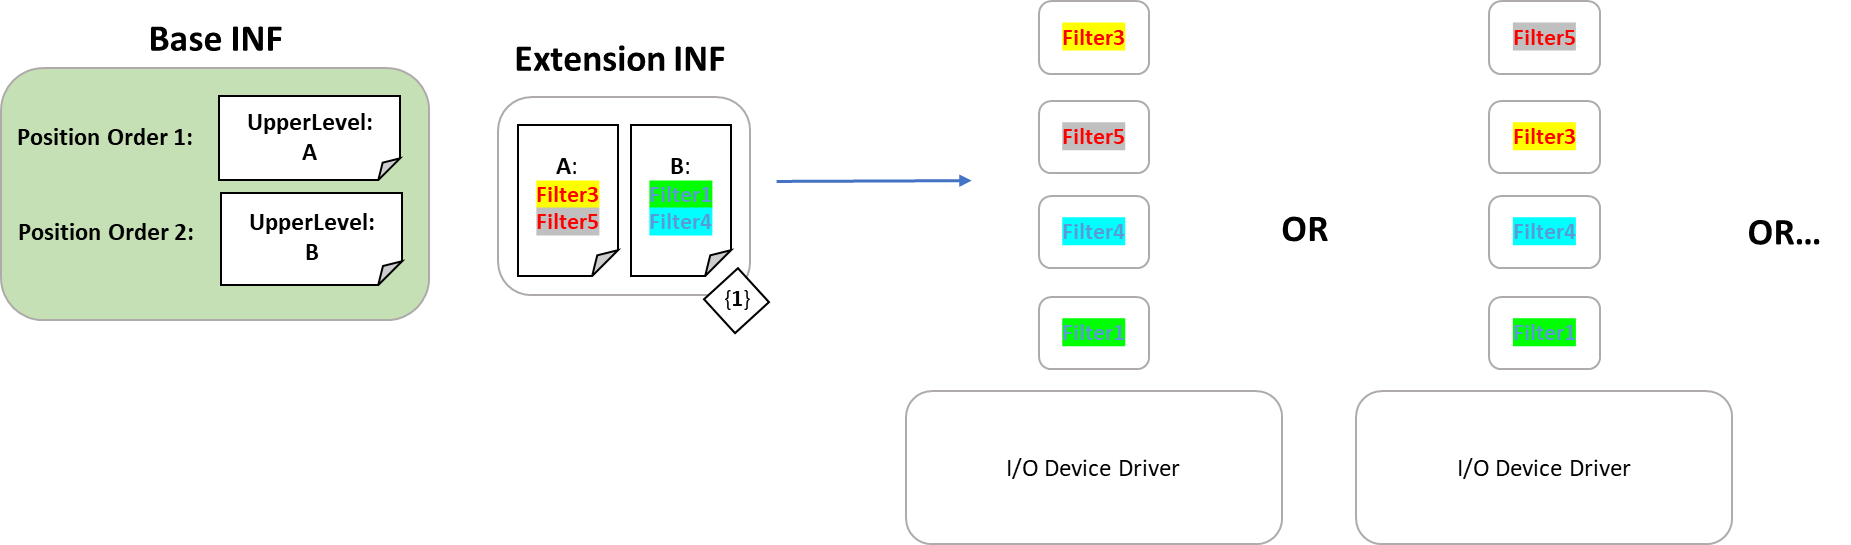 Base INF
Position Order 1:
UpperLevel:
A
Position Order 2:
UpperLevel:
B
Extension INF
A:
Filter3
Filter5
B:
Filter1
Filter4
{1}
Filter3
Filter5
Filter4
Filter1
I/O Device Driver
OR
Filter5
Filter3
Filter4
Filter1
I/O Device Driver
OR...